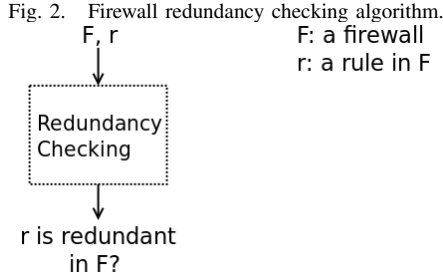 Fig. 2. Firewall redundancy checking algorithm.
F, r
F: a firewall
r: a rule in F
Redundancy
Checking
r is redundant
in F?